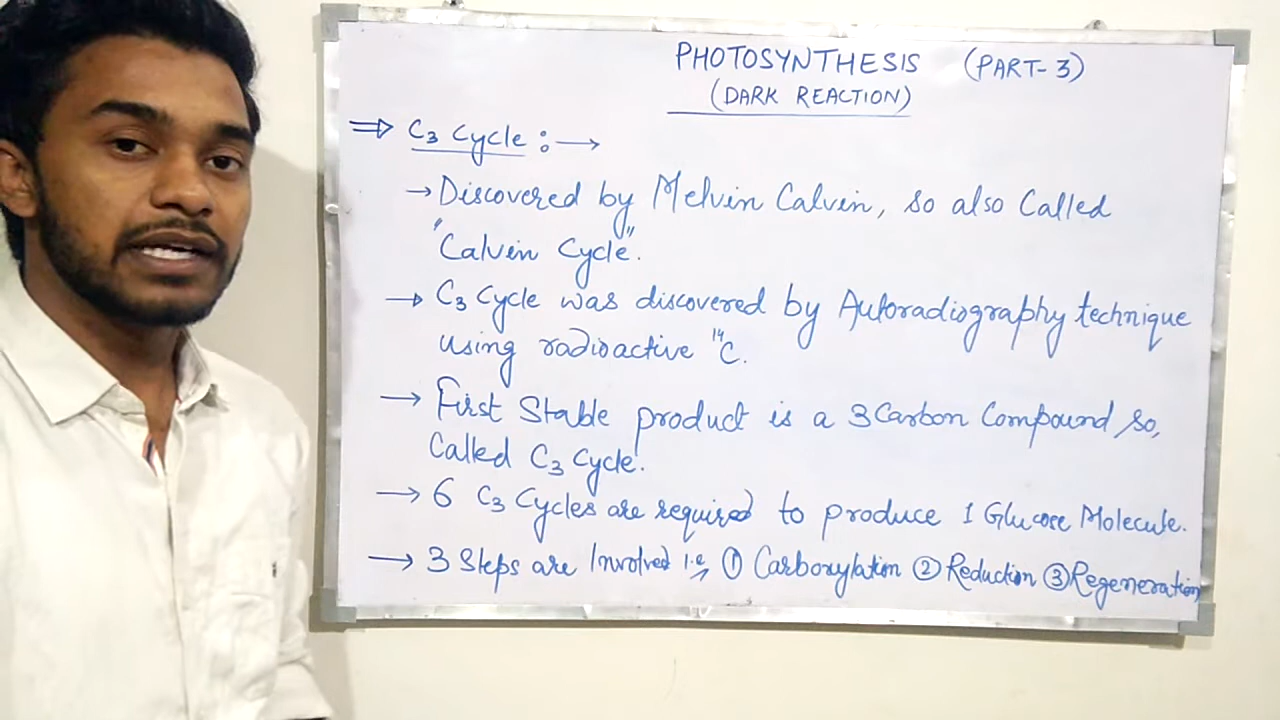 PHOTOSYNTHESIS (PART-3)
(DARK REACTION)
⇒ C₃ Cycle :→
→ Discovered by Melvin Calvin, so also Called
"Calvin Cycle".
→ C₃ Cycle was discovered by Autoradiography technique
using radioactive ¹⁴C.
→ First Stable product is a 3 Carbon Compound so,
Called C₃ Cycle.
→ 6 C₃ Cycles are required to produce 1 Glucose Molecule.
→ 3 Steps are Involved i.e, ① Carboxylation ② Reduction ③ Regeneration